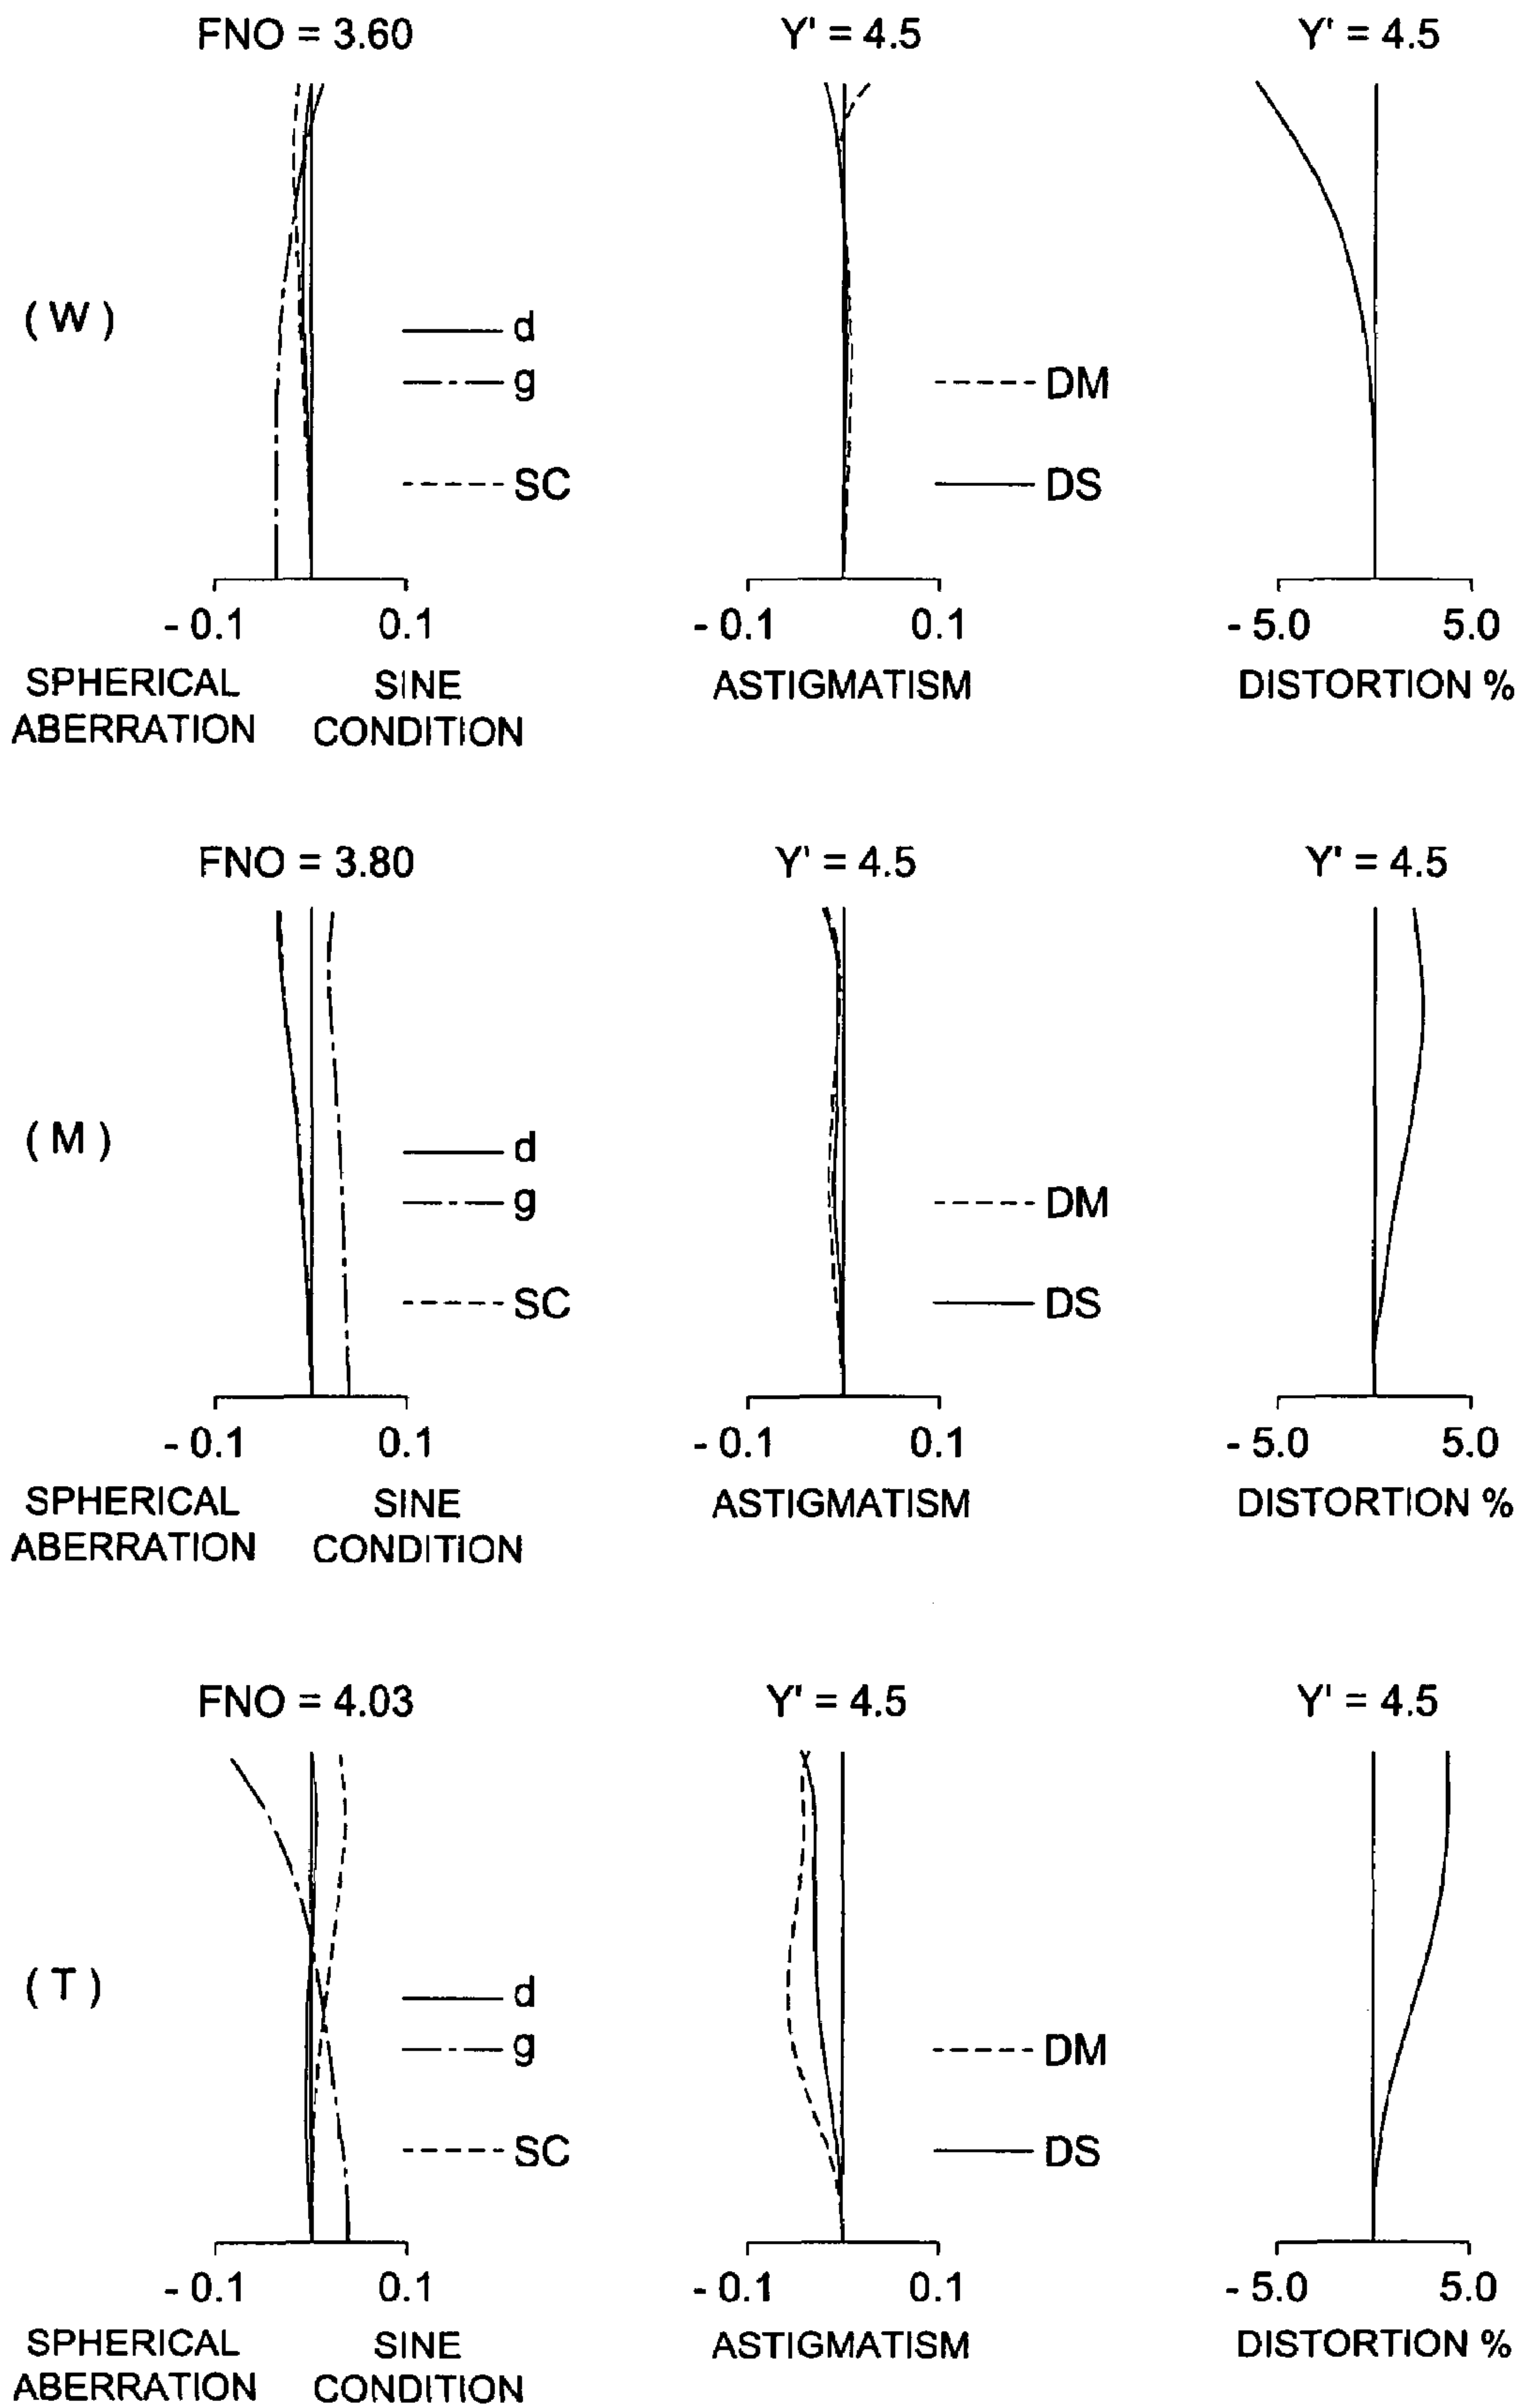 FNO = 3.60 Y' = 4.5 Y' = 4.5
( W )
d
g
SC
DM
DS
- 0.1 0.1 - 0.1 0.1 - 5.0 5.0
SPHERICAL ABERRATION
SINE CONDITION
ASTIGMATISM
DISTORTION %
FNO = 3.80 Y' = 4.5 Y' = 4.5
( M )
d
g
SC
DM
DS
- 0.1 0.1 - 0.1 0.1 - 5.0 5.0
SPHERICAL ABERRATION
SINE CONDITION
ASTIGMATISM
DISTORTION %
FNO = 4.03 Y' = 4.5 Y' = 4.5
( T )
d
g
SC
DM
DS
- 0.1 0.1 - 0.1 0.1 - 5.0 5.0
SPHERICAL ABERRATION
SINE CONDITION
ASTIGMATISM
DISTORTION %